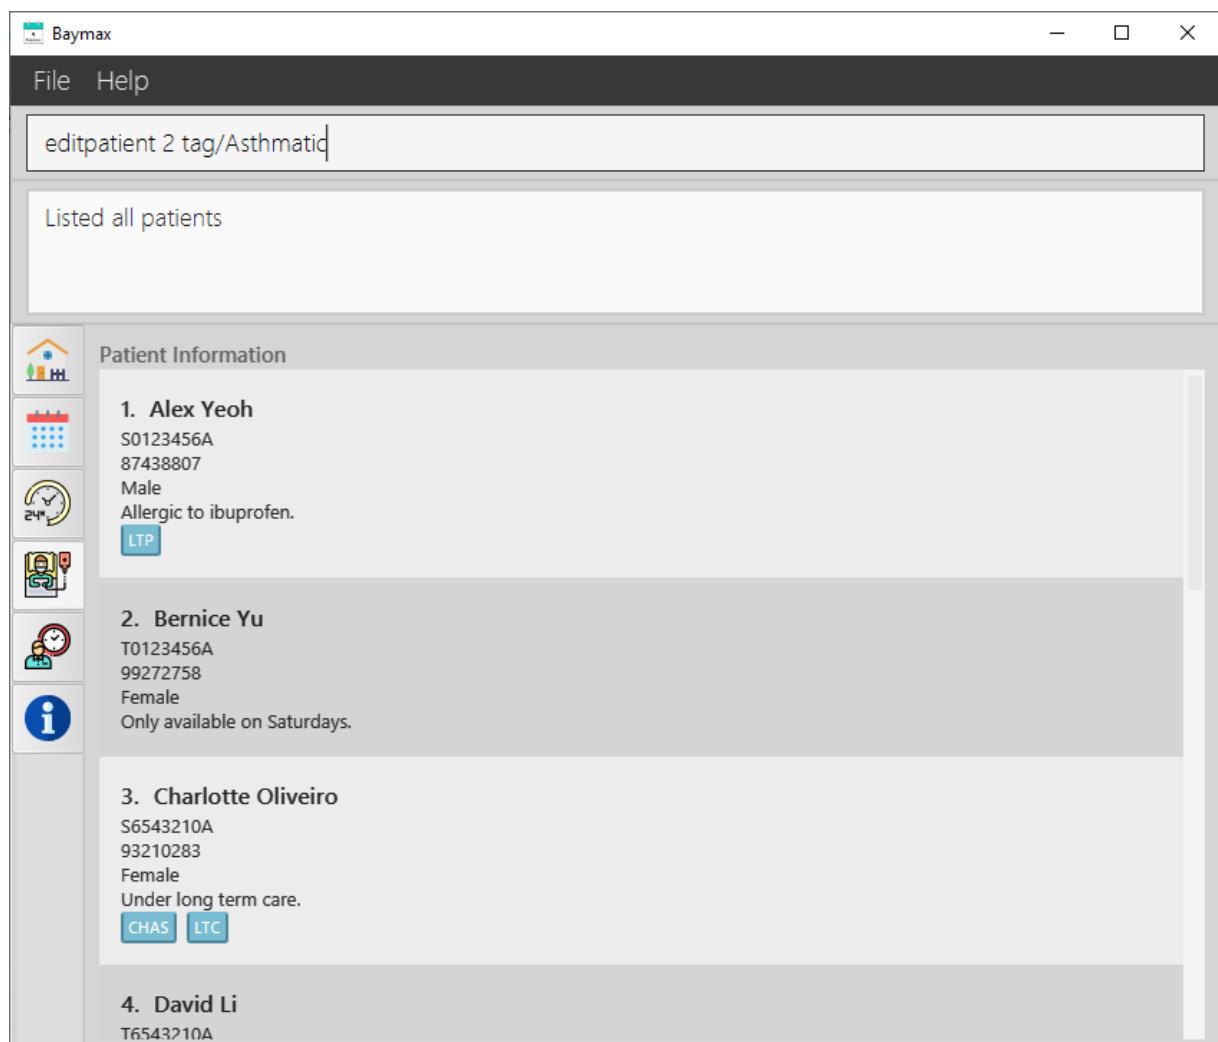 Baymax
File Help
editpatient 2 tag/Asthmatic
Listed all patients
Patient Information
1. Alex Yeoh
S0123456A
87438807
Male
Allergic to ibuprofen.
LTP
2. Bernice Yu
T0123456A
99272758
Female
Only available on Saturdays.
3. Charlotte Oliveiro
S6543210A
93210283
Female
Under long term care.
CHAS LTC
4. David Li
T6543210A
24H